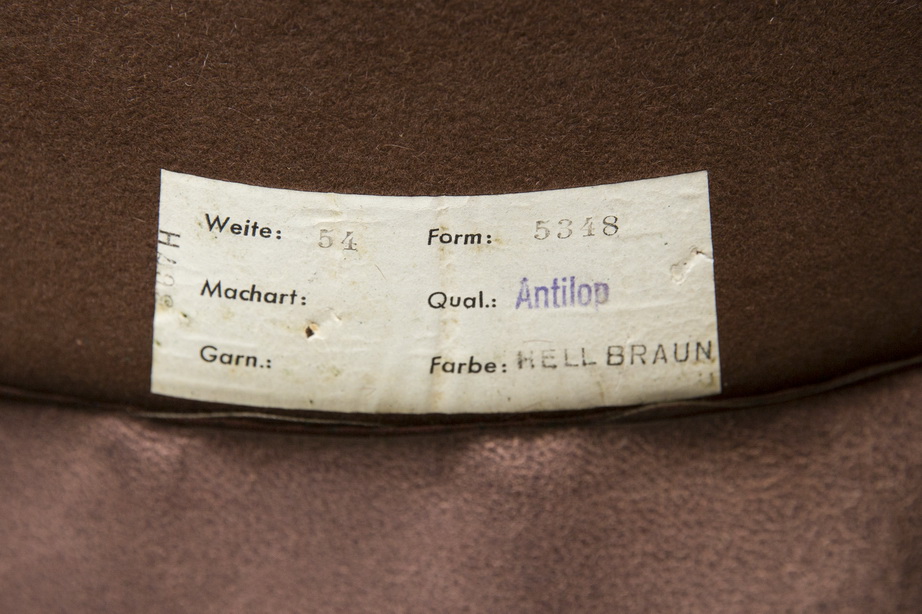 Weite: 54 Form: 5348
Machart: Qual.: Antilop
Garn.: Farbe: HELL BRAUN